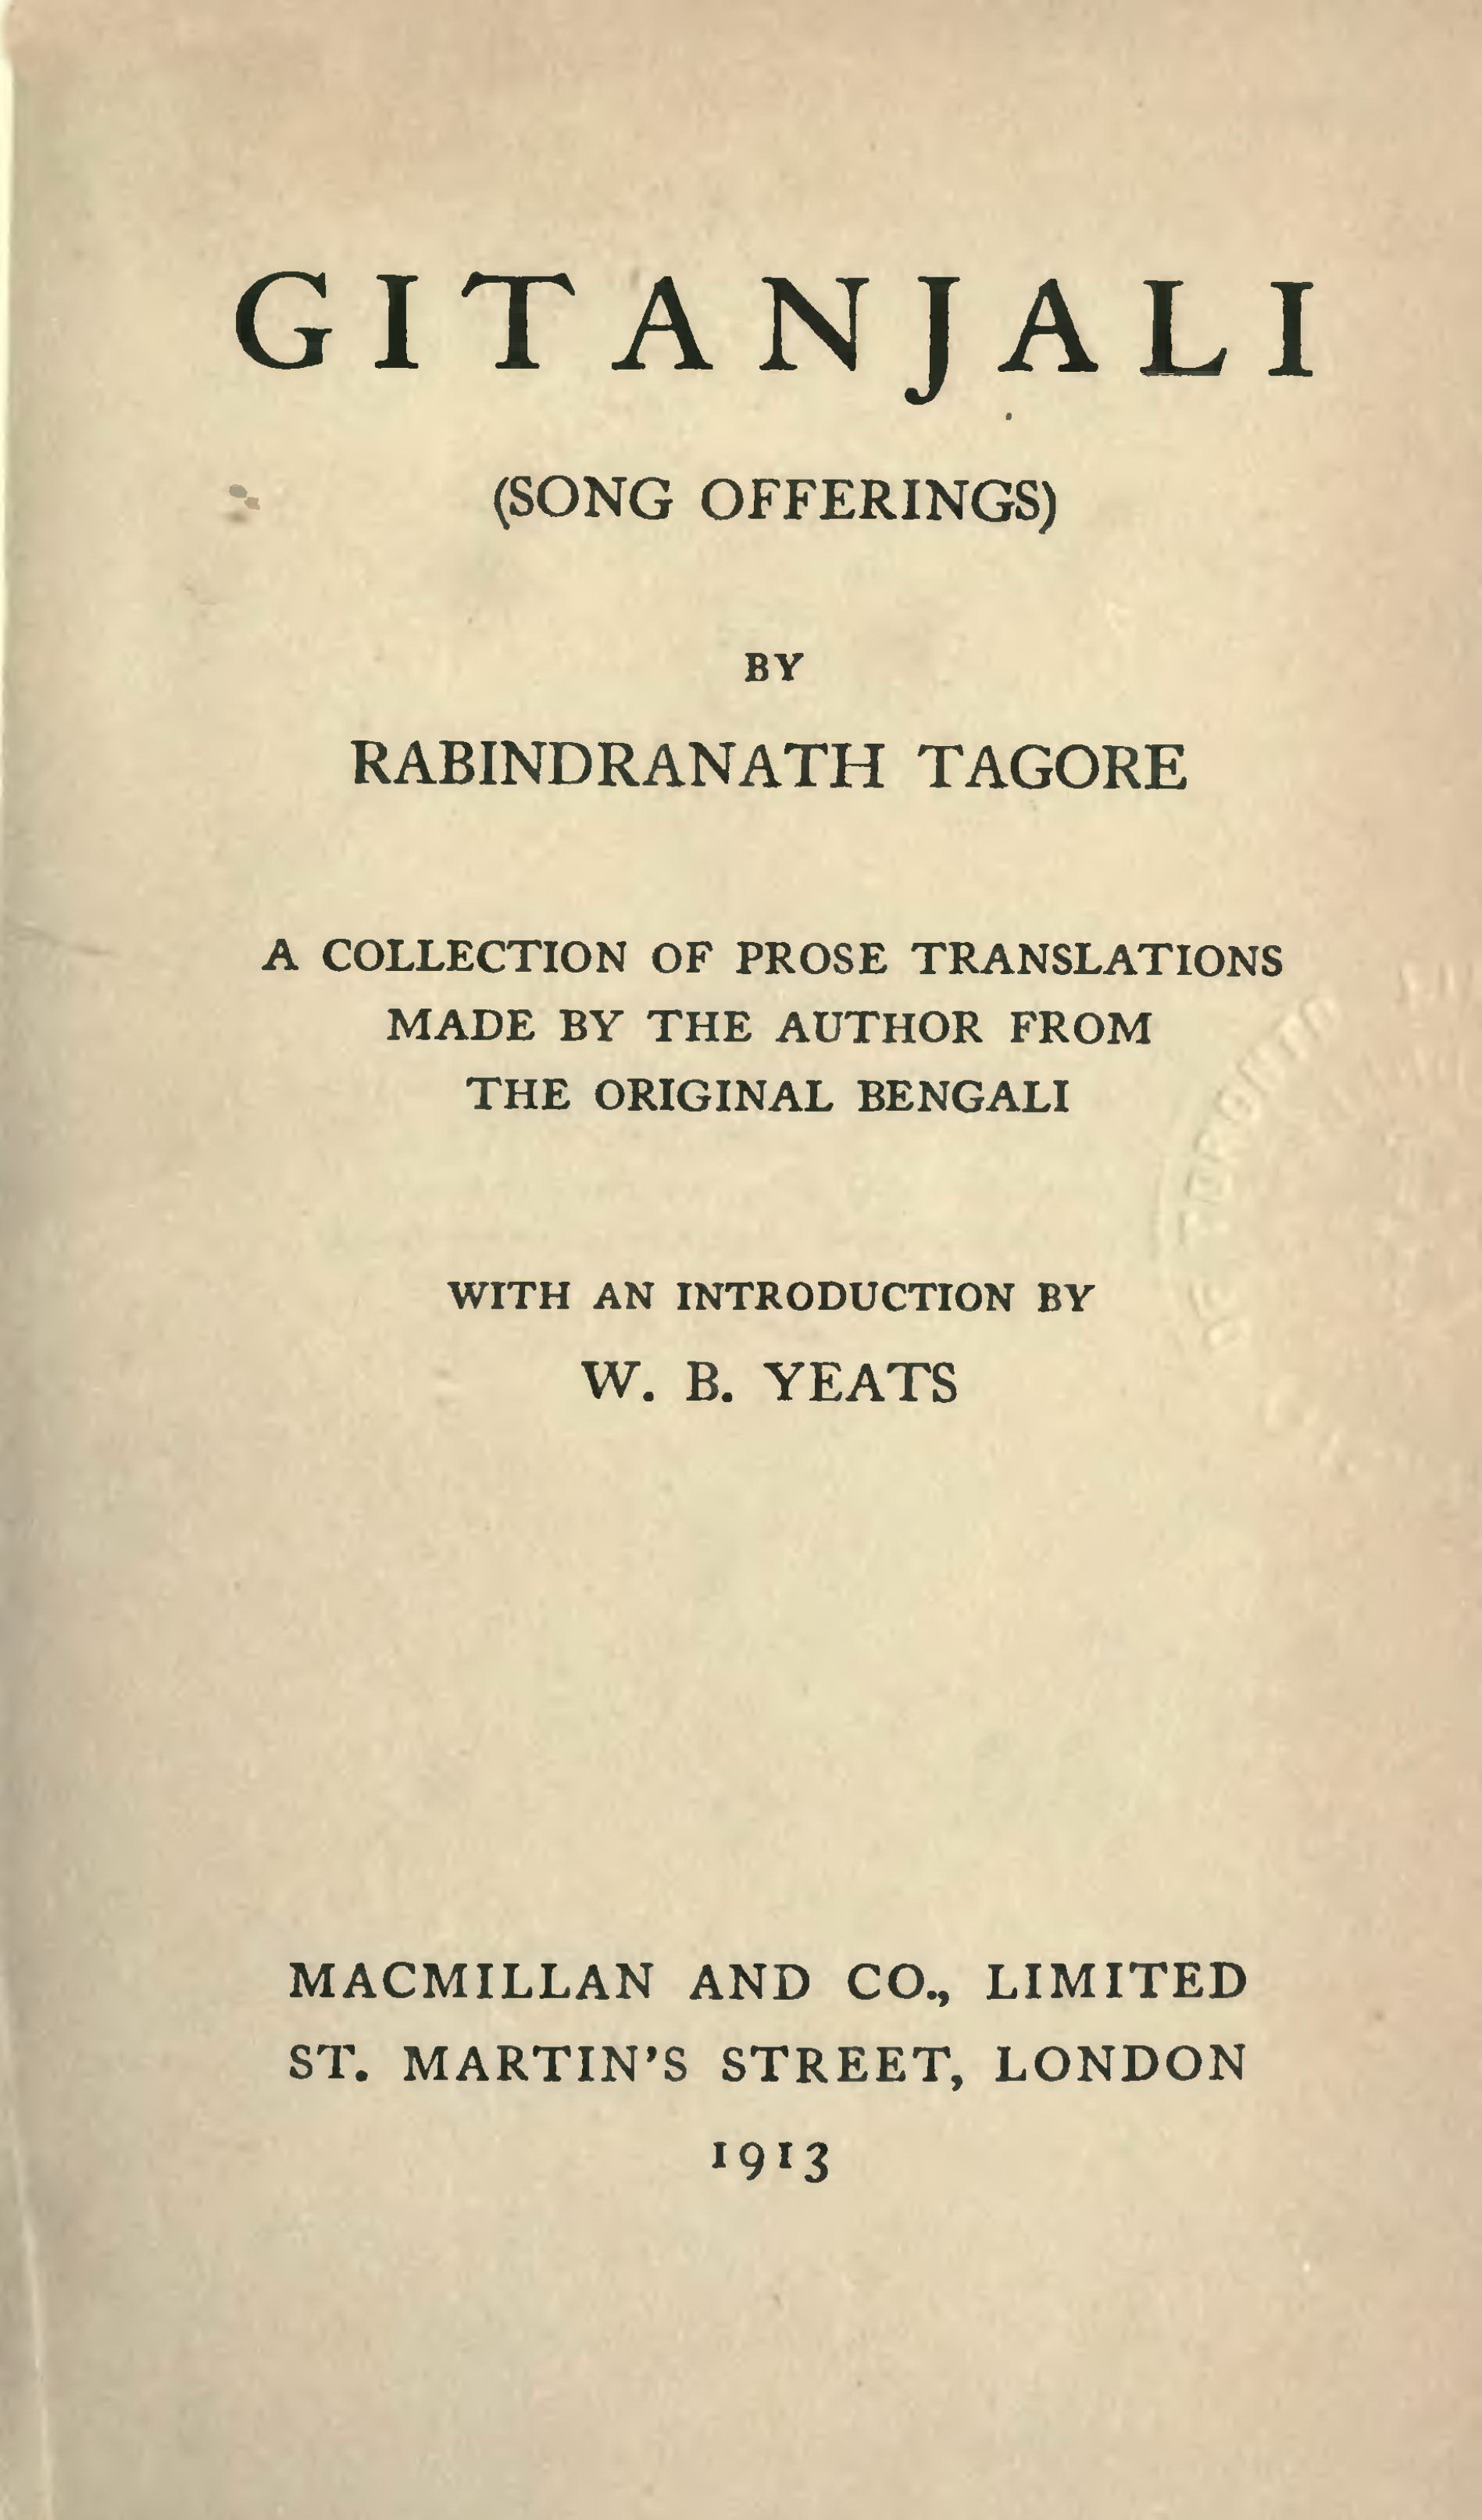 GITANJALI
(SONG OFFERINGS)
BY
RABINDRANATH TAGORE
A COLLECTION OF PROSE TRANSLATIONS
MADE BY THE AUTHOR FROM
THE ORIGINAL BENGALI
WITH AN INTRODUCTION BY
W. B. YEATS
MACMILLAN AND CO., LIMITED
ST. MARTIN'S STREET, LONDON
1913
TORONTO